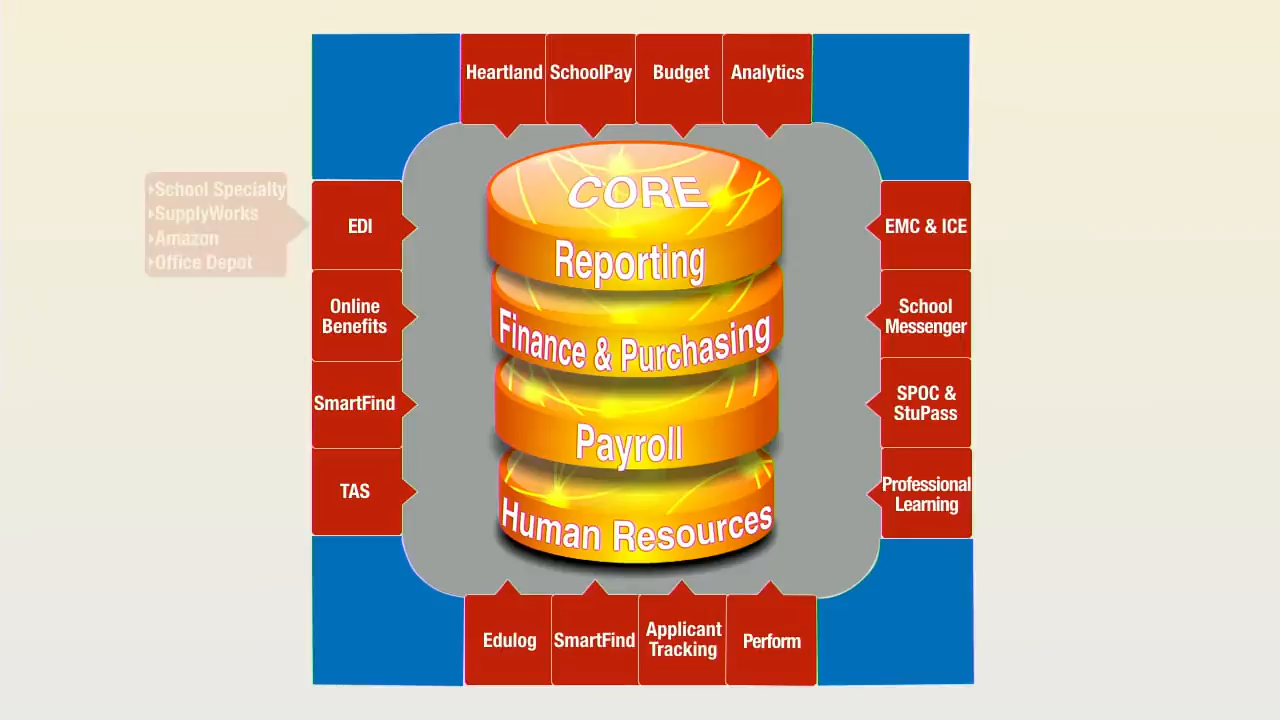 Heartland
SchoolPay
Budget
Analytics
School Specialty
SupplyWorks
Amazon
Office Depot
EDI
Online
Benefits
SmartFind
TAS
CORE
Reporting
Finance & Purchasing
Payroll
Human Resources
EMC & ICE
School
Messenger
SPOC &
StuPass
Professional
Learning
Edulog
SmartFind
Applicant
Tracking
Perform